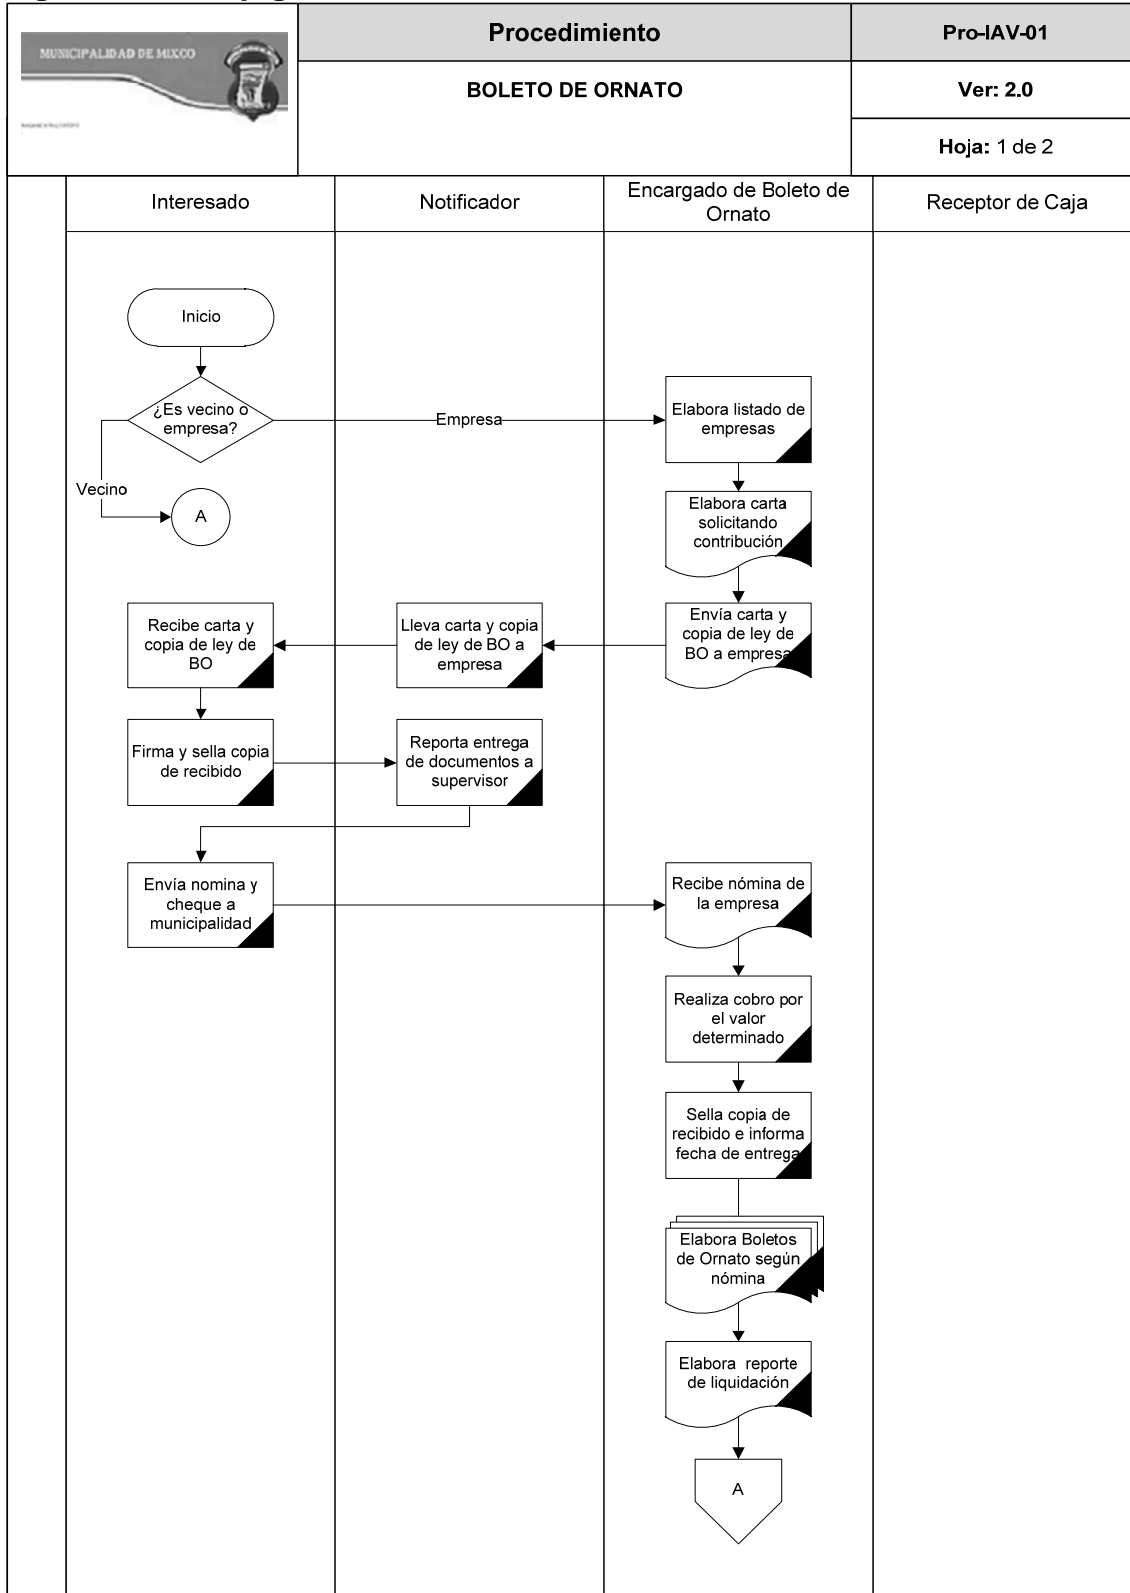 MUNICIPALIDAD DE MIXCO
Procedimiento
Pro-IAV-01
BOLETO DE ORNATO
Ver: 2.0
Hoja: 1 de 2
Interesado
Notificador
Encargado de Boleto de
Ornato
Receptor de Caja
Inicio
¿Es vecino o
empresa?
Empresa
Elabora listado de
empresas
Vecino
A
Elabora carta
solicitando
contribución
Recibe carta y
copia de ley de
BO
Lleva carta y copia
de ley de BO a
empresa
Envía carta y
copia de ley de
BO a empresa
Firma y sella copia
de recibido
Reporta entrega
de documentos a
supervisor
Envía nomina y
cheque a
municipalidad
Recibe nómina de
la empresa
Realiza cobro por
el valor
determinado
Sella copia de
recibido e informa
fecha de entrega
Elabora Boletos
de Ornato según
nómina
Elabora reporte
de liquidación
A